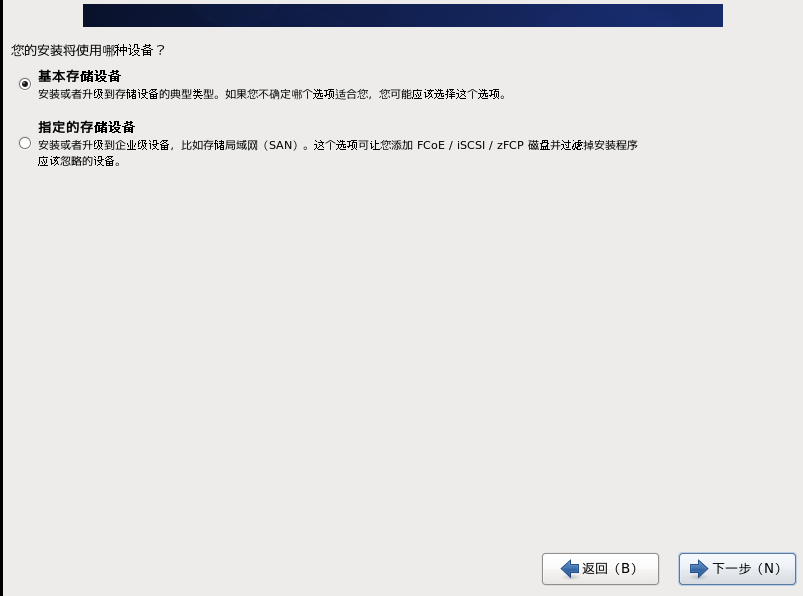 您的安装将使用哪种设备？
基本存储设备
安装或者升级到存储设备的典型类型。如果您不确定哪个选项适合您，您可能应该选择这个选项。
指定的存储设备
安装或者升级到企业级设备，比如存储局域网（SAN）。这个选项可让您添加 FCoE / iSCSI / zFCP 磁盘并过滤掉安装程序
应该忽略的设备。
返回（B）
下一步（N）